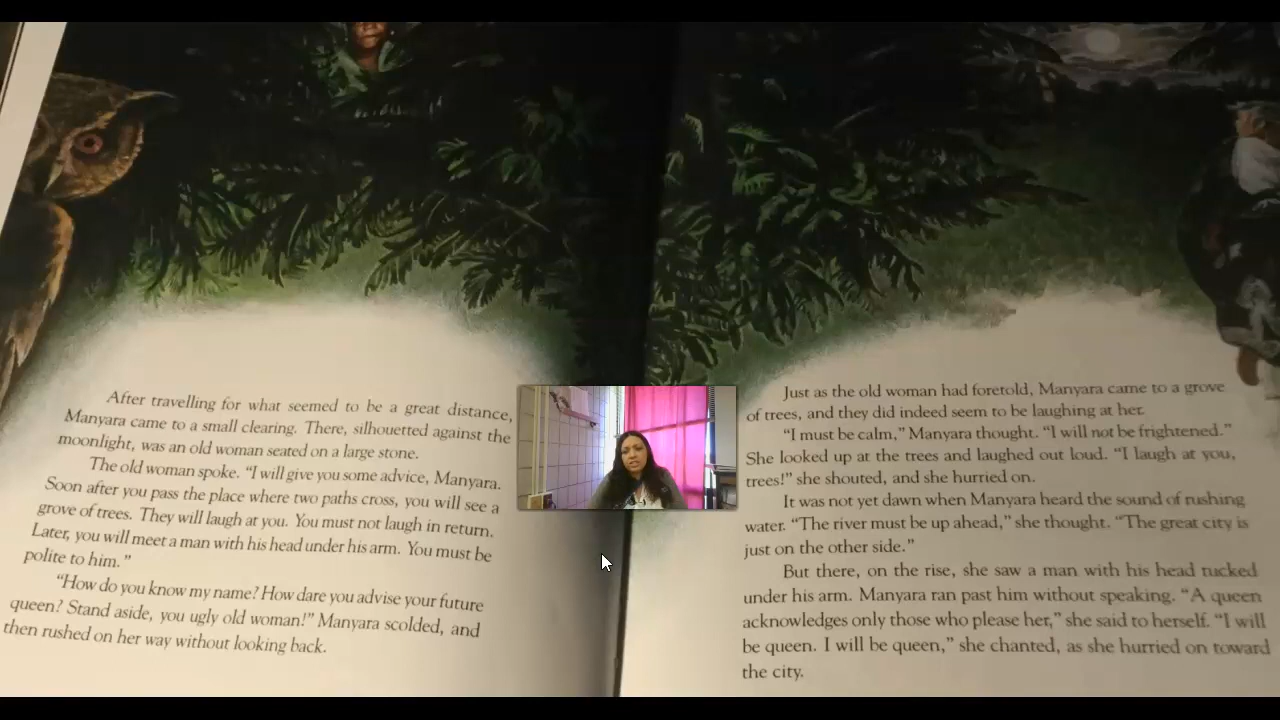 After travelling for what seemed to be a great distance,
Manyara came to a small clearing. There, silhouetted against the
moonlight, was an old woman seated on a large stone.
The old woman spoke. “I will give you some advice, Manyara.
Soon after you pass the place where two paths cross, you will see a
grove of trees. They will laugh at you. You must not laugh in return.
Later, you will meet a man with his head under his arm. You must be
polite to him.”
“How do you know my name? How dare you advise your future
queen? Stand aside, you ugly old woman!” Manyara scolded, and
then rushed on her way without looking back.
Just as the old woman had foretold, Manyara came to a grove
of trees, and they did indeed seem to be laughing at her.
“I must be calm,” Manyara thought. “I will not be frightened.”
She looked up at the trees and laughed out loud. “I laugh at you,
trees!” she shouted, and she hurried on.
It was not yet dawn when Manyara heard the sound of rushing
water. “The river must be up ahead,” she thought. “The great city is
just on the other side.”
But there, on the rise, she saw a man with his head tucked
under his arm. Manyara ran past him without speaking. “A queen
acknowledges only those who please her,” she said to herself. “I will
be queen. I will be queen,” she chanted, as she hurried on toward
the city.